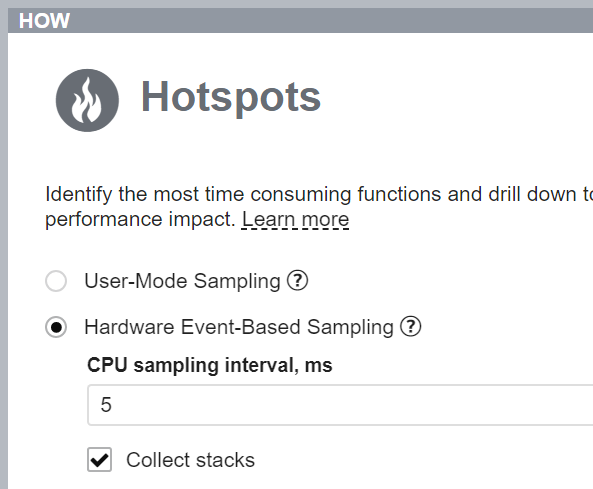 HOW
Hotspots
Identify the most time consuming functions and drill down to
performance impact. Learn more
User-Mode Sampling ?
Hardware Event-Based Sampling ?
CPU sampling interval, ms
5
Collect stacks